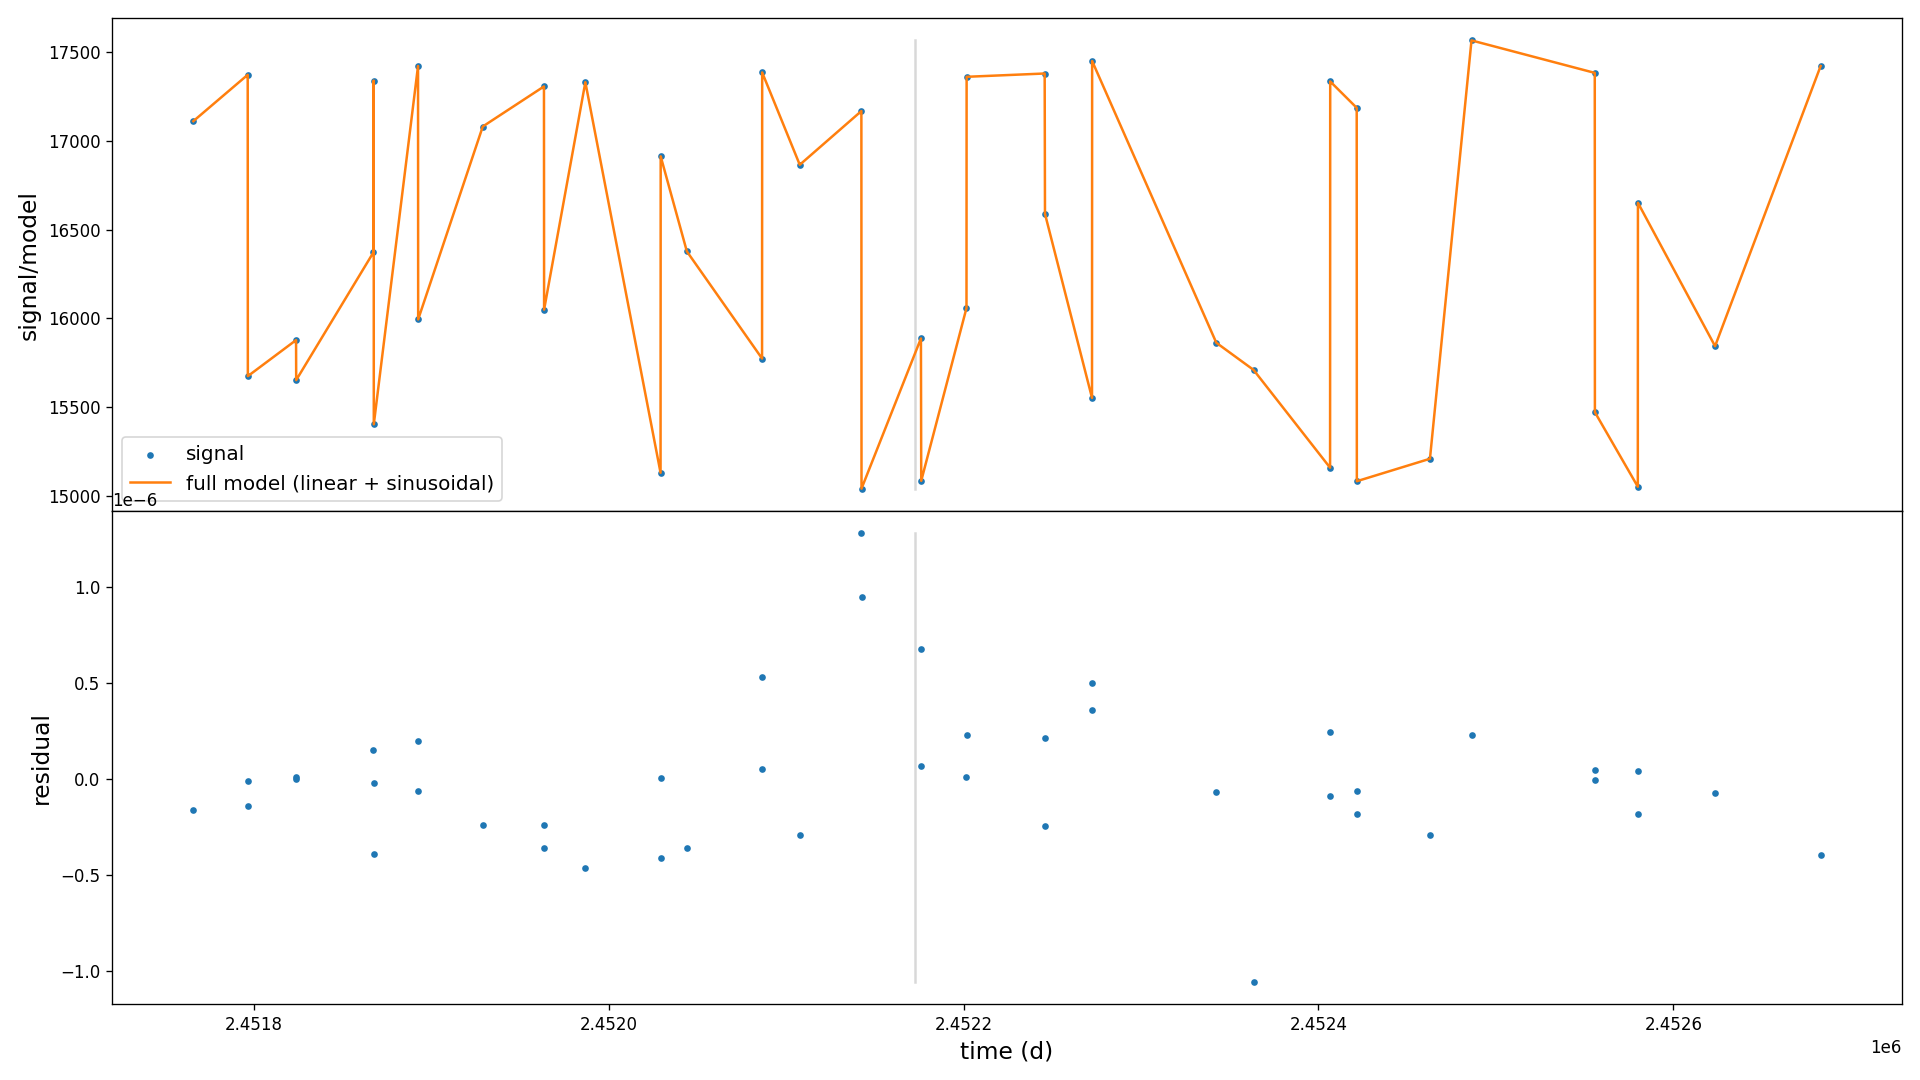 17500
17000
16500
16000
15500
15000
signal/model
signal
full model (linear + sinusoidal)
1e−6
1.0
0.5
0.0
−0.5
−1.0
residual
2.4518
2.4520
2.4522
2.4524
2.4526
time (d)
1e6